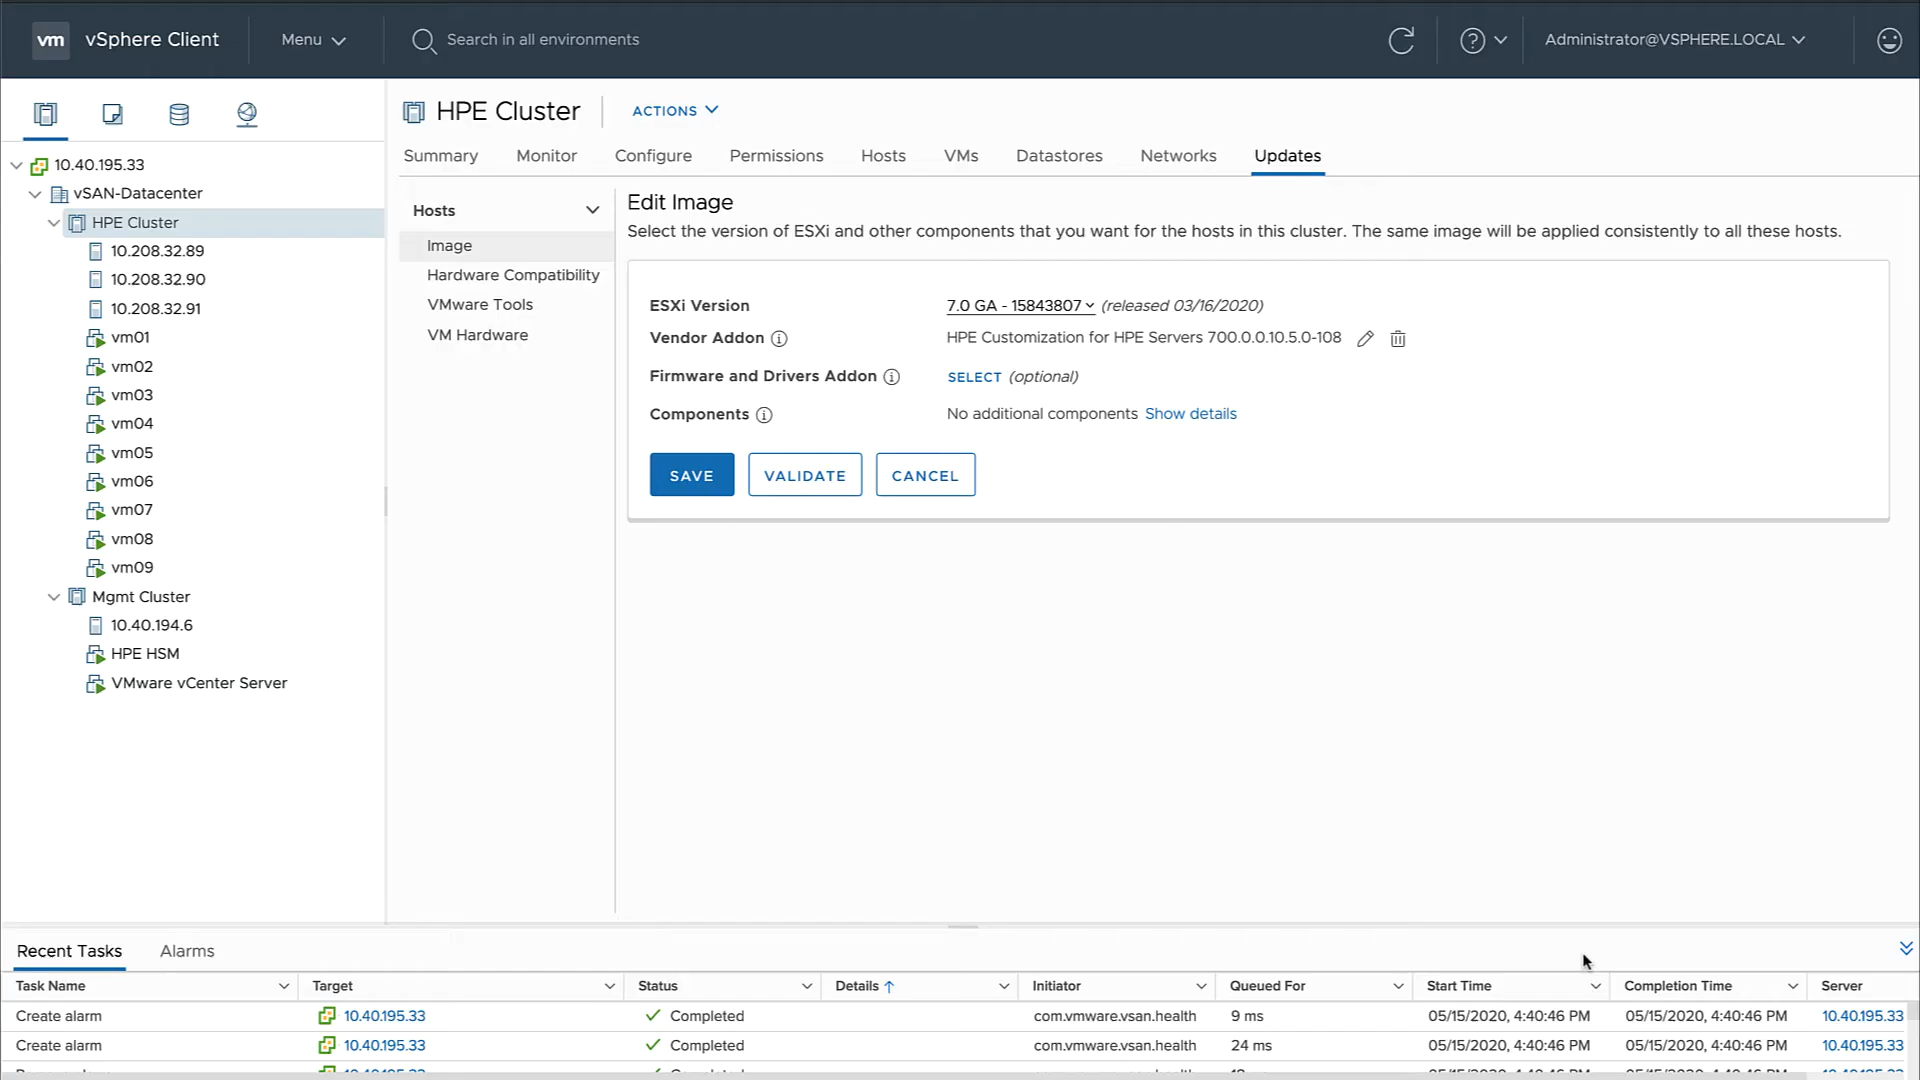 vm vSphere Client Menu Search in all environments Administrator@VSPHERE.LOCAL
10.40.195.33
vSAN-Datacenter
HPE Cluster
10.208.32.89
10.208.32.90
10.208.32.91
vm01
vm02
vm03
vm04
vm05
vm06
vm07
vm08
vm09
Mgmt Cluster
10.40.194.6
HPE HSM
VMware vCenter Server
HPE Cluster ACTIONS
Summary Monitor Configure Permissions Hosts VMs Datastores Networks Updates
Hosts
Image
Hardware Compatibility
VMware Tools
VM Hardware
Edit Image
Select the version of ESXi and other components that you want for the hosts in this cluster. The same image will be applied consistently to all these hosts.
ESXi Version 7.0 GA - 15843807 (released 03/16/2020)
Vendor Addon HPE Customization for HPE Servers 700.0.0.10.5.0-108
Firmware and Drivers Addon SELECT (optional)
Components No additional components Show details
SAVE VALIDATE CANCEL
Recent Tasks Alarms
Task Name Target Status Details Initiator Queued For Start Time Completion Time Server
Create alarm 10.40.195.33 Completed com.vmware.vsan.health 9 ms 05/15/2020, 4:40:46 PM 05/15/2020, 4:40:46 PM 10.40.195.33
Create alarm 10.40.195.33 Completed com.vmware.vsan.health 24 ms 05/15/2020, 4:40:46 PM 05/15/2020, 4:40:46 PM 10.40.195.33